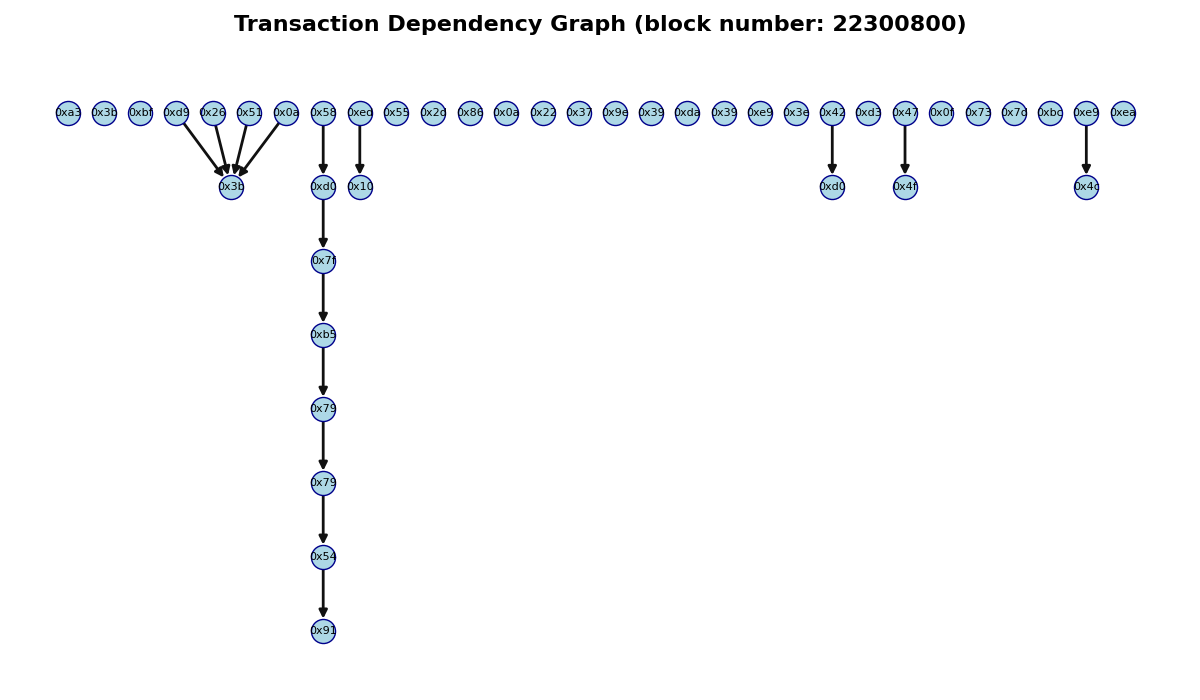 Transaction Dependency Graph (block number: 22300800)
0xa3 0x3b 0xbf 0xd9 0x26 0x51 0x0a 0x58 0xed 0x55 0x2d 0x86 0x0a 0x22 0x37 0x9e 0x39 0xda 0x39 0xe9 0x3e 0x42 0xd3 0x47 0x0f 0x73 0x7d 0xbc 0xe9 0xea
0x3b 0xd0 0x10 0xd0 0x4f
0x7f
0xb5
0x79
0x79
0x54
0x91